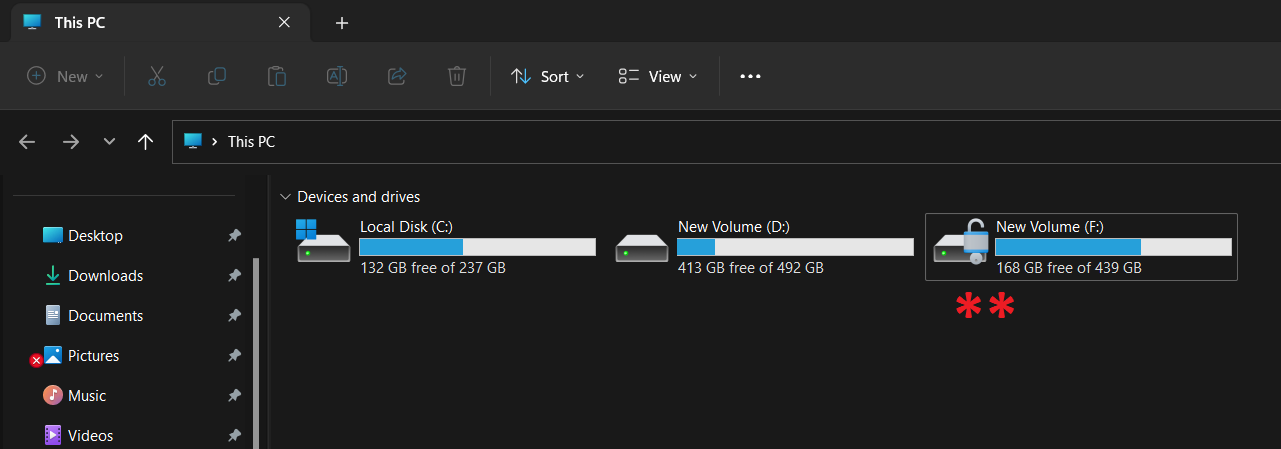 This PC
New
Sort
View
This PC
Devices and drives
Desktop
Downloads
Documents
Pictures
Music
Videos
Local Disk (C:)
132 GB free of 237 GB
New Volume (D:)
413 GB free of 492 GB
New Volume (F:)
168 GB free of 439 GB
**